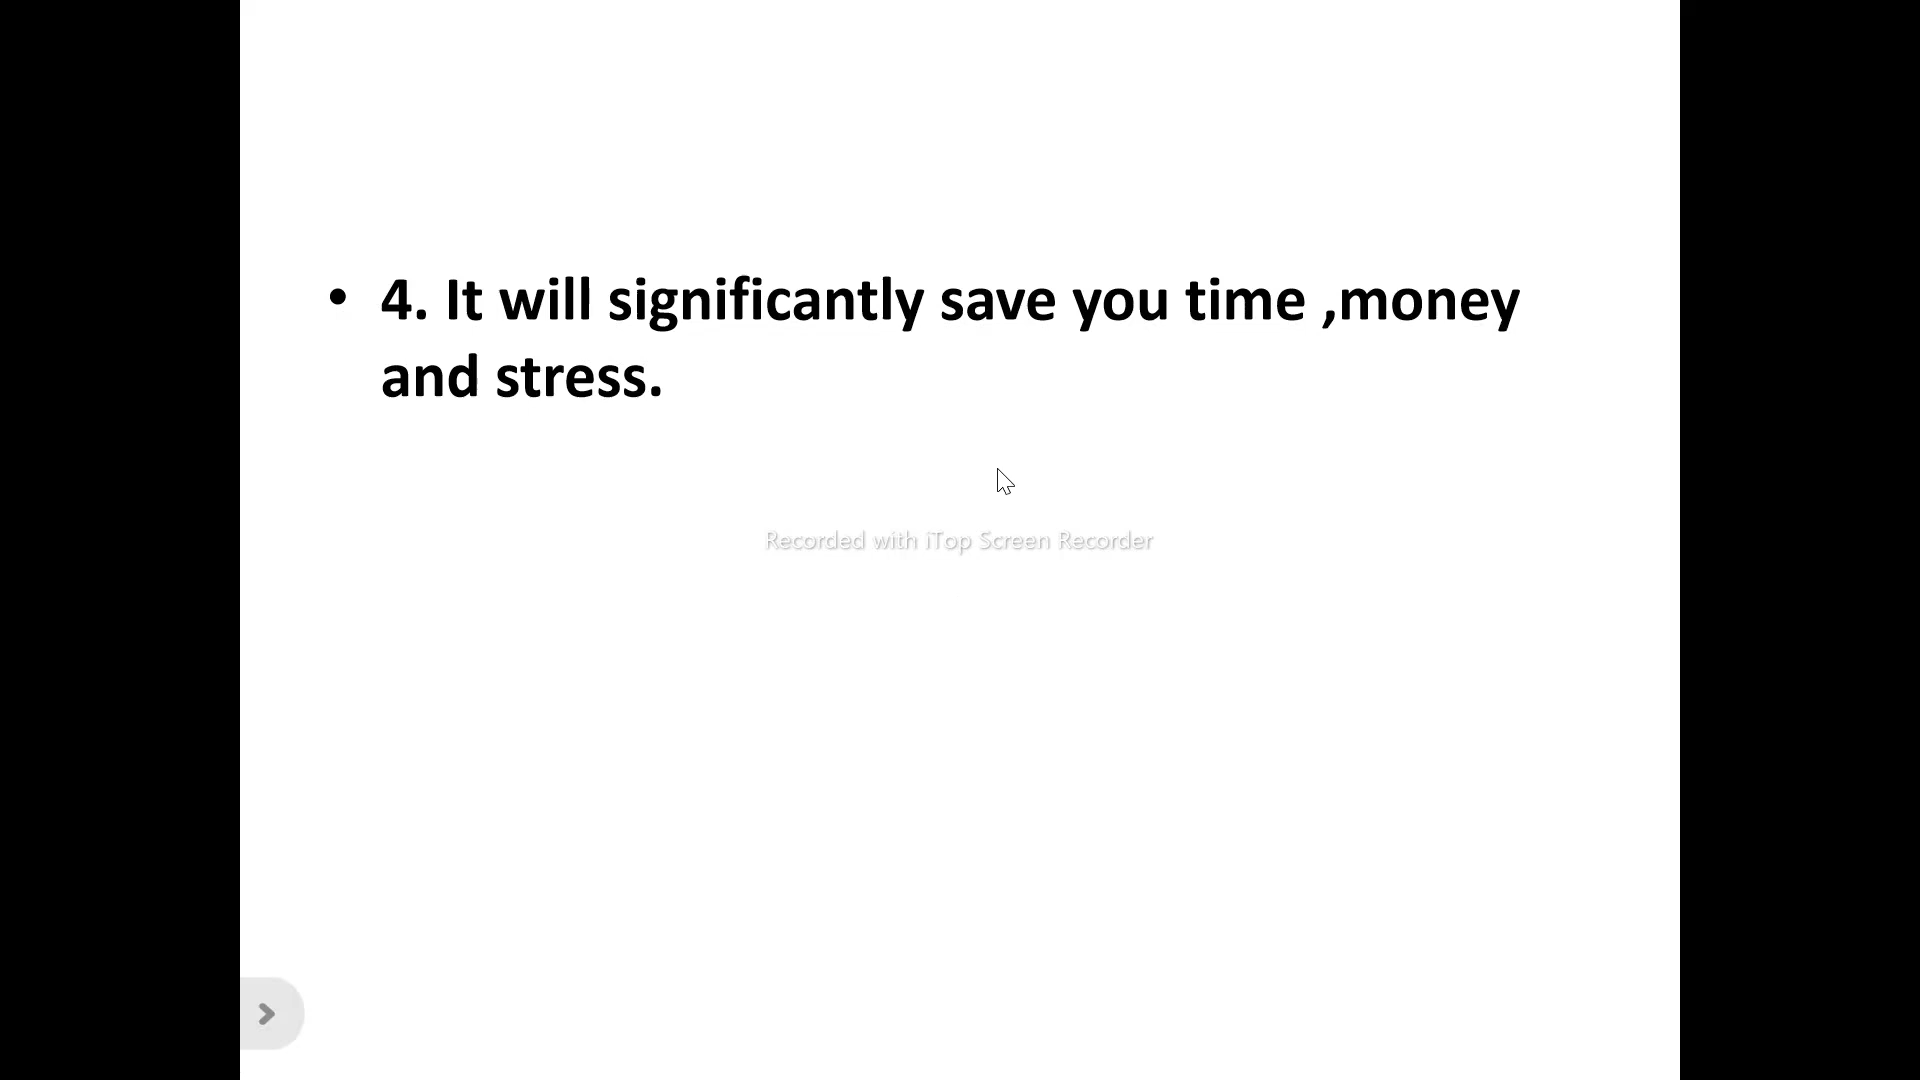 • 4. It will significantly save you time ,money
and stress.
Recorded with iTop Screen Recorder